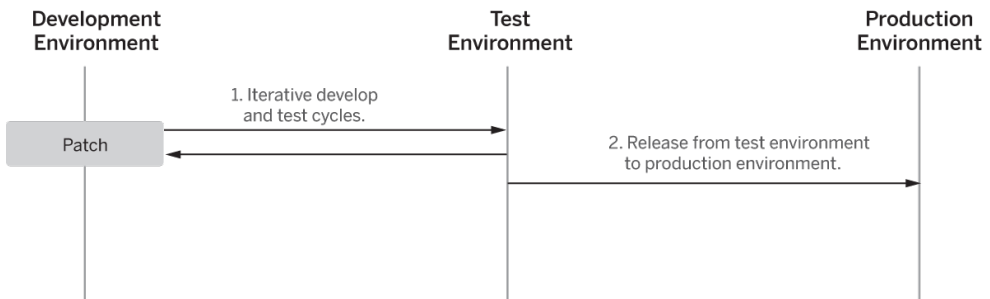 Development
Environment
Test
Environment
Production
Environment
1. Iterative develop
and test cycles.
Patch
2. Release from test environment
to production environment.